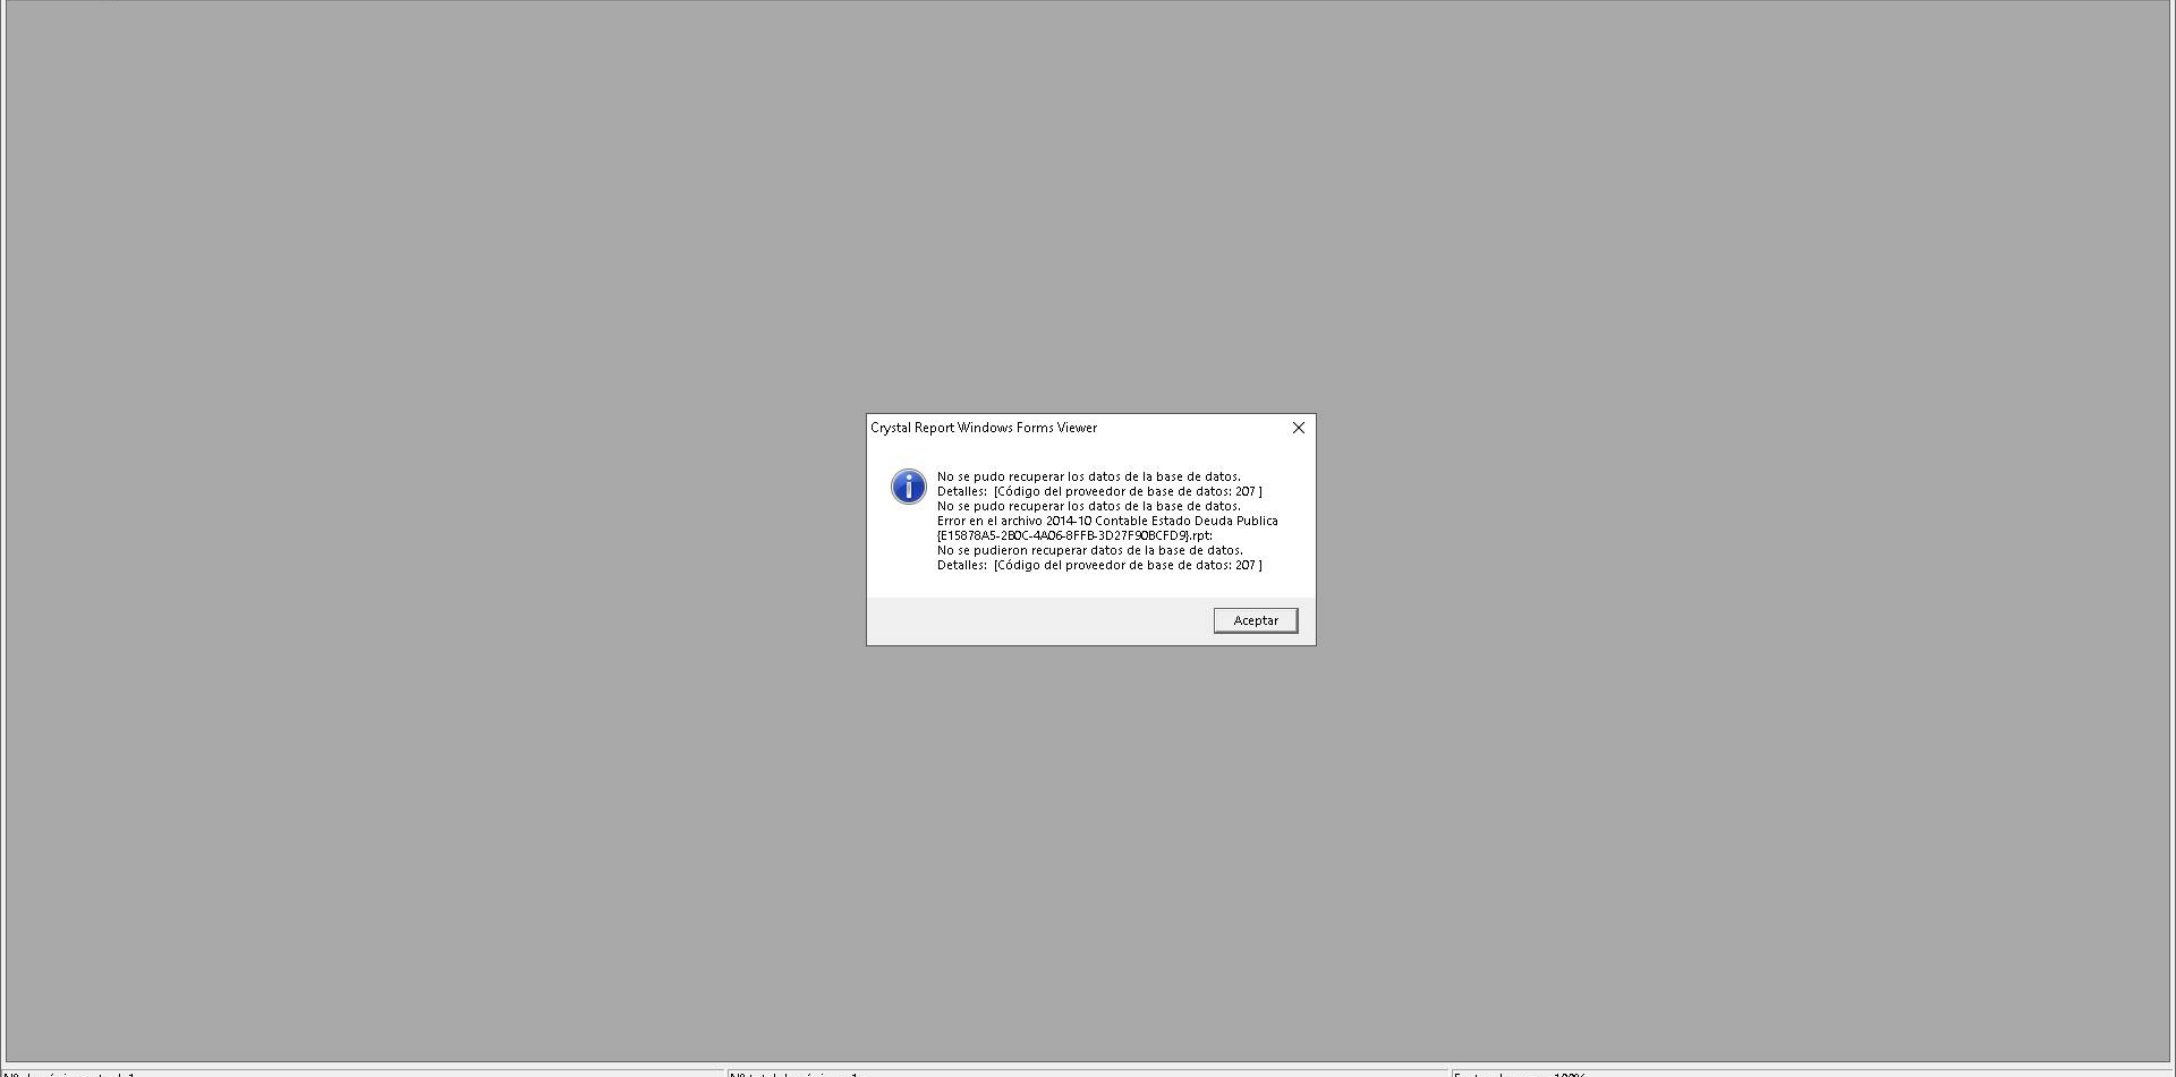 Crystal Report Windows Forms Viewer
No se pudo recuperar los datos de la base de datos.
Detalles:  [Código del proveedor de base de datos: 207 ]
No se pudo recuperar los datos de la base de datos.
Error en el archivo 2014-10 Contable Estado Deuda Publica
{E15878A5-2B0C-4A06-8FFB-3D27F90BCFD9}.rpt:
No se pudieron recuperar datos de la base de datos.
Detalles:  [Código del proveedor de base de datos: 207 ]
Aceptar